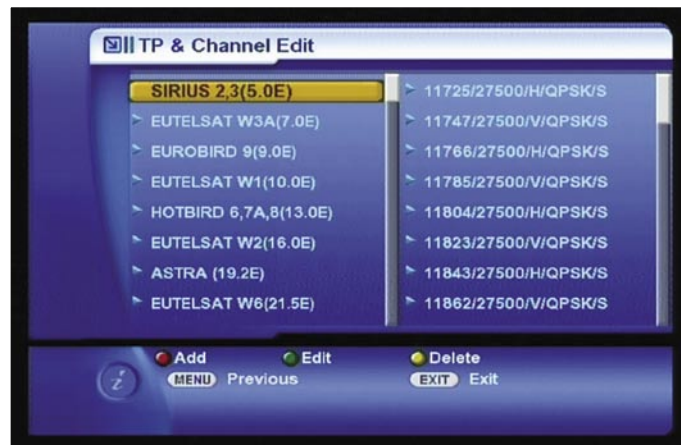 TP & Channel Edit
SIRIUS 2,3(5.0E)
EUTELSAT W3A(7.0E)
EUROBIRD 9(9.0E)
EUTELSAT W1(10.0E)
HOTBIRD 6,7A,8(13.0E)
EUTELSAT W2(16.0E)
ASTRA (19.2E)
EUTELSAT W6(21.5E)
11725/27500/H/QPSK/S
11747/27500/V/QPSK/S
11766/27500/H/QPSK/S
11785/27500/V/QPSK/S
11804/27500/H/QPSK/S
11823/27500/V/QPSK/S
11843/27500/H/QPSK/S
11862/27500/V/QPSK/S
Add Edit Delete
MENU Previous EXIT Exit